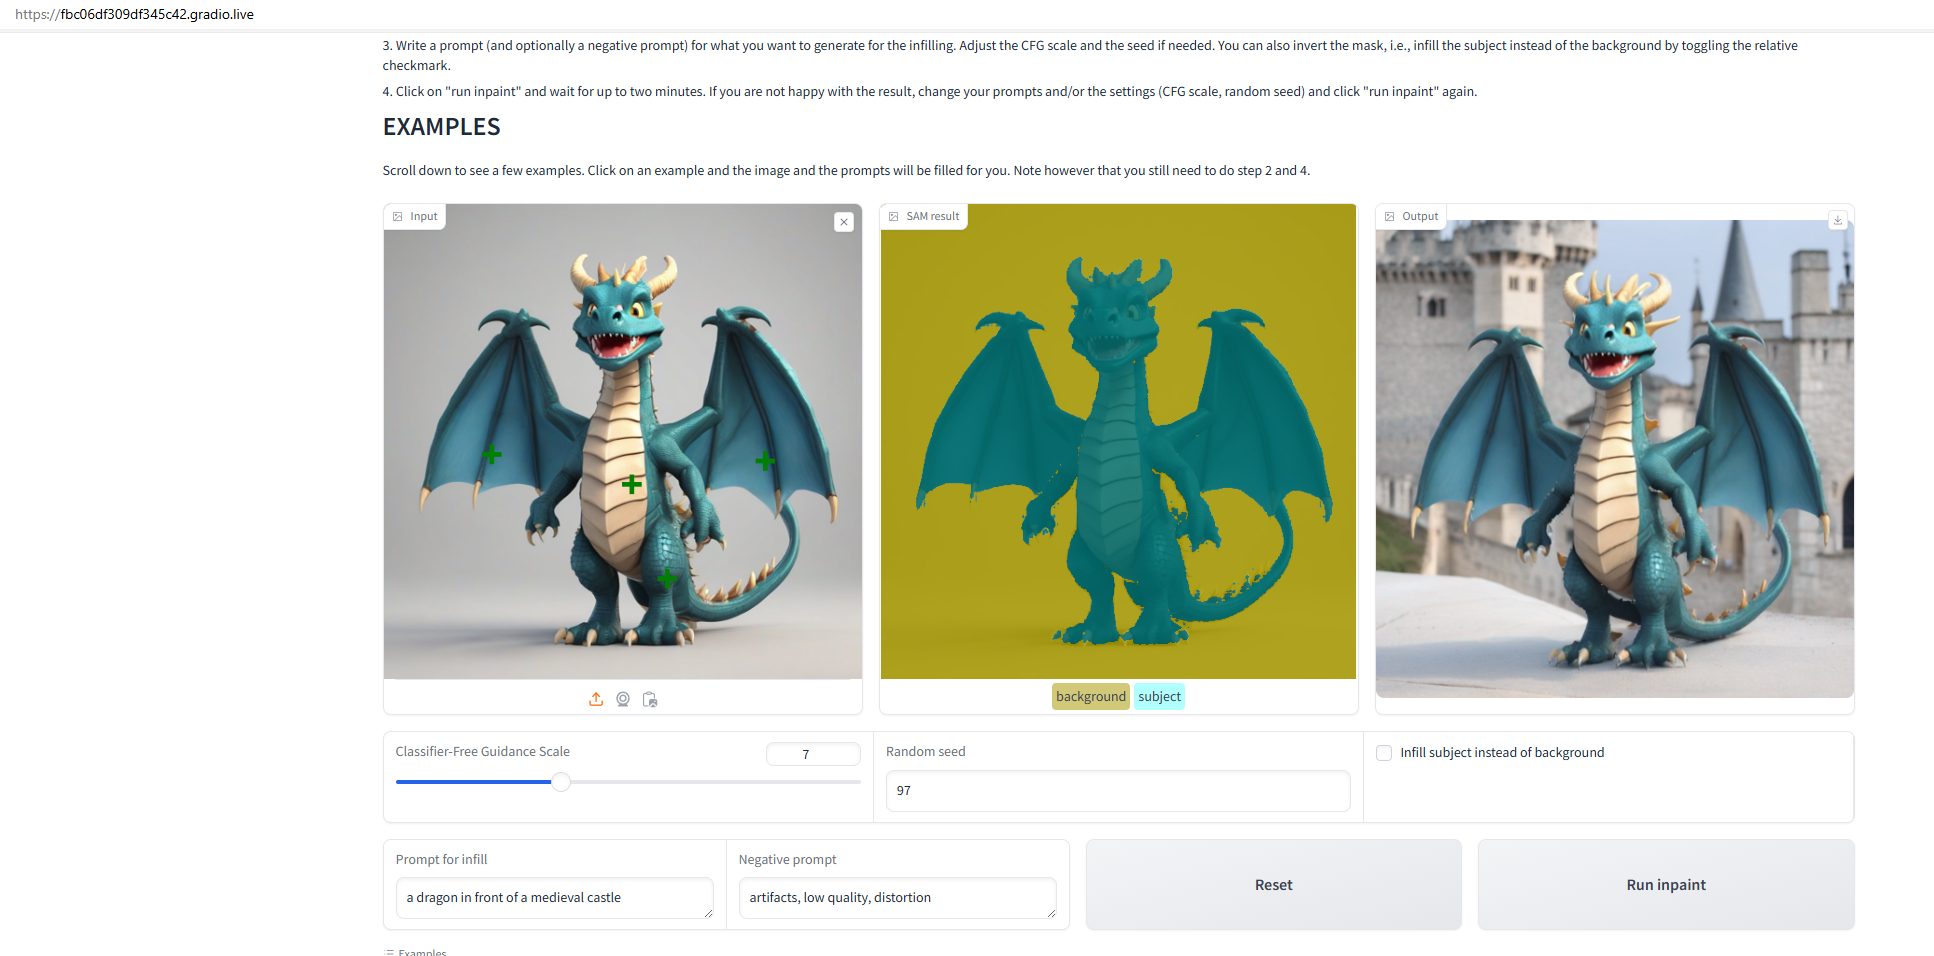 https://fbc06df309df345c42.gradio.live
3. Write a prompt (and optionally a negative prompt) for what you want to generate for the infilling. Adjust the CFG scale and the seed if needed. You can also invert the mask, i.e., infill the subject instead of the background by toggling the relative
checkmark.
4. Click on "run inpaint" and wait for up to two minutes. If you are not happy with the result, change your prompts and/or the settings (CFG scale, random seed) and click "run inpaint" again.
EXAMPLES
Scroll down to see a few examples. Click on an example and the image and the prompts will be filled for you. Note however that you still need to do step 2 and 4.
Input
SAM result
Output
background subject
Classifier-Free Guidance Scale
7
Random seed
97
Infill subject instead of background
Prompt for infill
a dragon in front of a medieval castle
Negative prompt
artifacts, low quality, distortion
Reset
Run inpaint
Examples